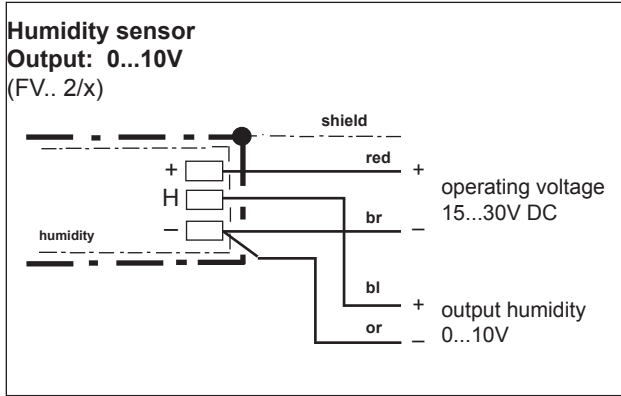 Humidity sensor
Output: 0...10V
(FV.. 2/x)
shield
red
+
+
operating voltage
15...30V DC
H
br
–
–
humidity
bl
+
output humidity
0...10V
or
–